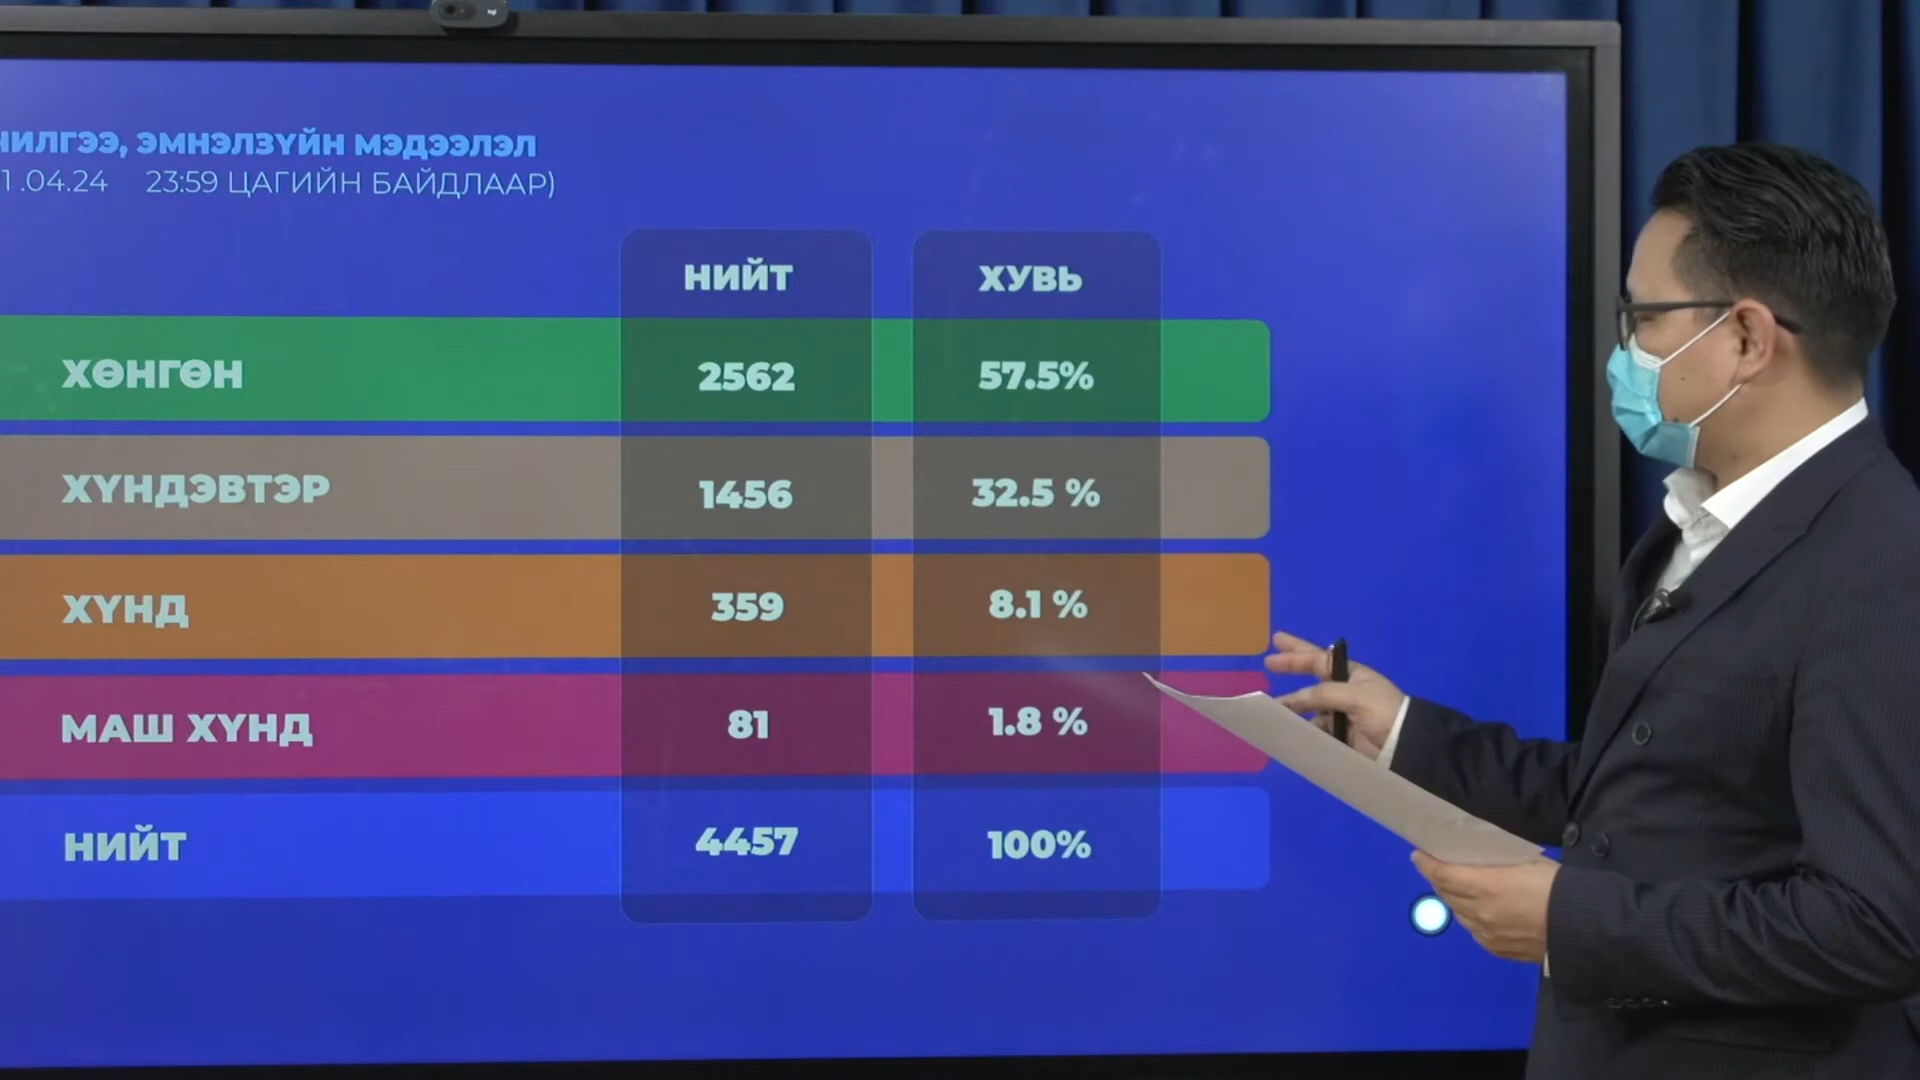 ЧИЛГЭЭ, ЭМНЭЛЗҮЙН МЭДЭЭЛЭЛ
1.04.24 23:59 ЦАГИЙН БАЙДЛААР)
НИЙТ ХУВЬ
ХӨНГӨН 2562 57.5%
ХҮНДЭВТЭР 1456 32.5 %
ХҮНД 359 8.1 %
МАШ ХҮНД 81 1.8 %
НИЙТ 4457 100%